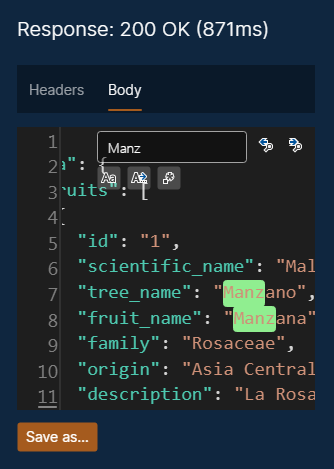 Response: 200 OK (871ms)
Headers Body
Manz
Aa A
1
2 a": {
3 ruits": [
4 {
5 "id": "1",
6 "scientific_name": "Mal
7 "tree_name": "Manzano",
8 "fruit_name": "Manzana"
9 "family": "Rosaceae",
10 "origin": "Asia Central
11 "description": "La Rosa
Save as...